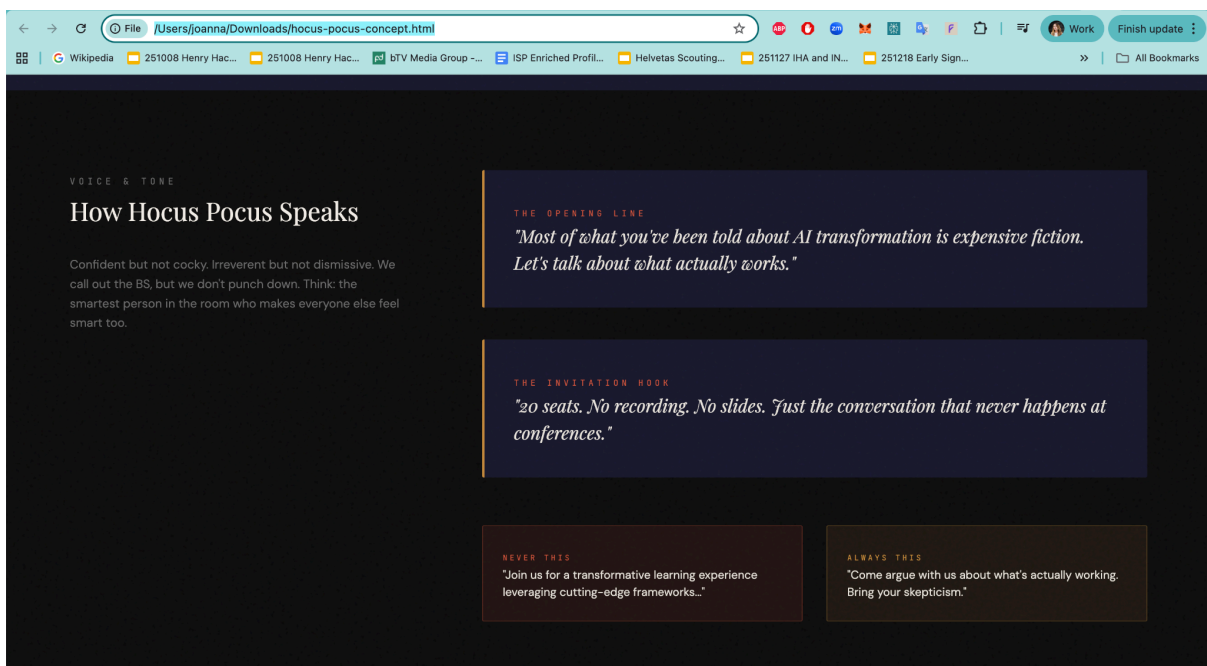 File
/Users/joanna/Downloads/hocus-pocus-concept.html
ABP
zm
Work
Finish update
Wikipedia
251008 Henry Hac...
251008 Henry Hac...
bTV Media Group -...
ISP Enriched Profil...
Helvetas Scouting...
251127 IHA and IN...
251218 Early Sign...
All Bookmarks
VOICE & TONE
How Hocus Pocus Speaks
Confident but not cocky. Irreverent but not dismissive. We
call out the BS, but we don't punch down. Think: the
smartest person in the room who makes everyone else feel
smart too.
THE OPENING LINE
"Most of what you've been told about AI transformation is expensive fiction.
Let's talk about what actually works."
THE INVITATION HOOK
"20 seats. No recording. No slides. Just the conversation that never happens at
conferences."
NEVER THIS
"Join us for a transformative learning experience
leveraging cutting-edge frameworks…"
ALWAYS THIS
"Come argue with us about what's actually working.
Bring your skepticism."